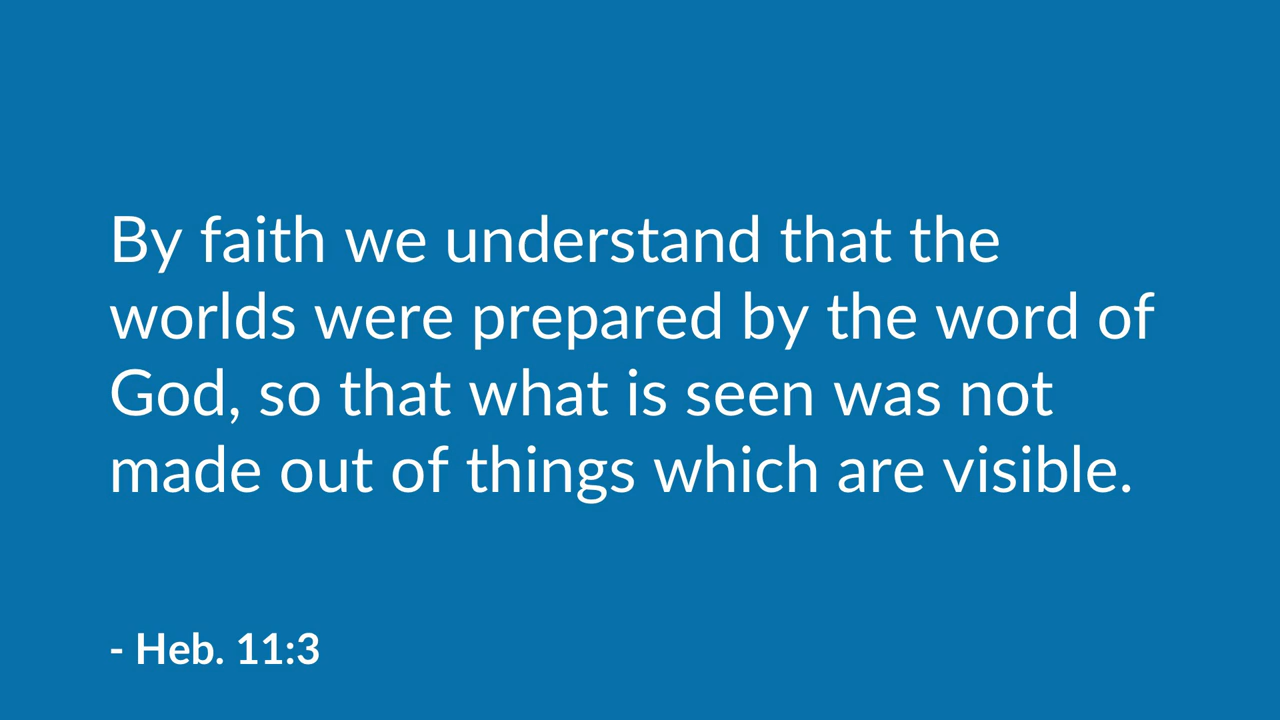 By faith we understand that the
worlds were prepared by the word of
God, so that what is seen was not
made out of things which are visible.
- Heb. 11:3